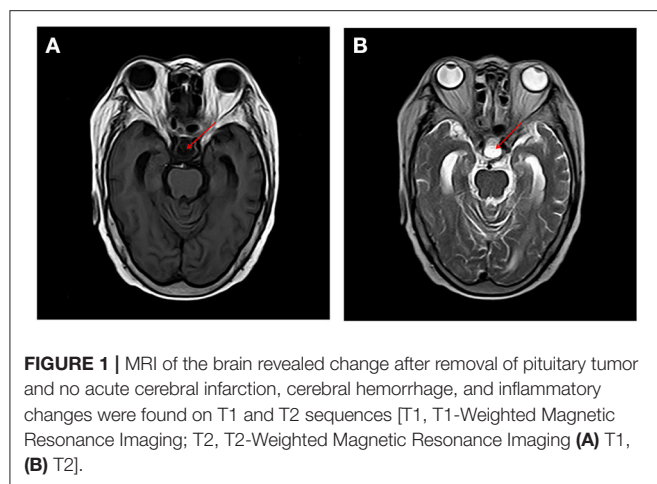 A
B
FIGURE 1 | MRI of the brain revealed change after removal of pituitary tumor
and no acute cerebral infarction, cerebral hemorrhage, and inflammatory
changes were found on T1 and T2 sequences [T1, T1-Weighted Magnetic
Resonance Imaging; T2, T2-Weighted Magnetic Resonance Imaging (A) T1,
(B) T2].